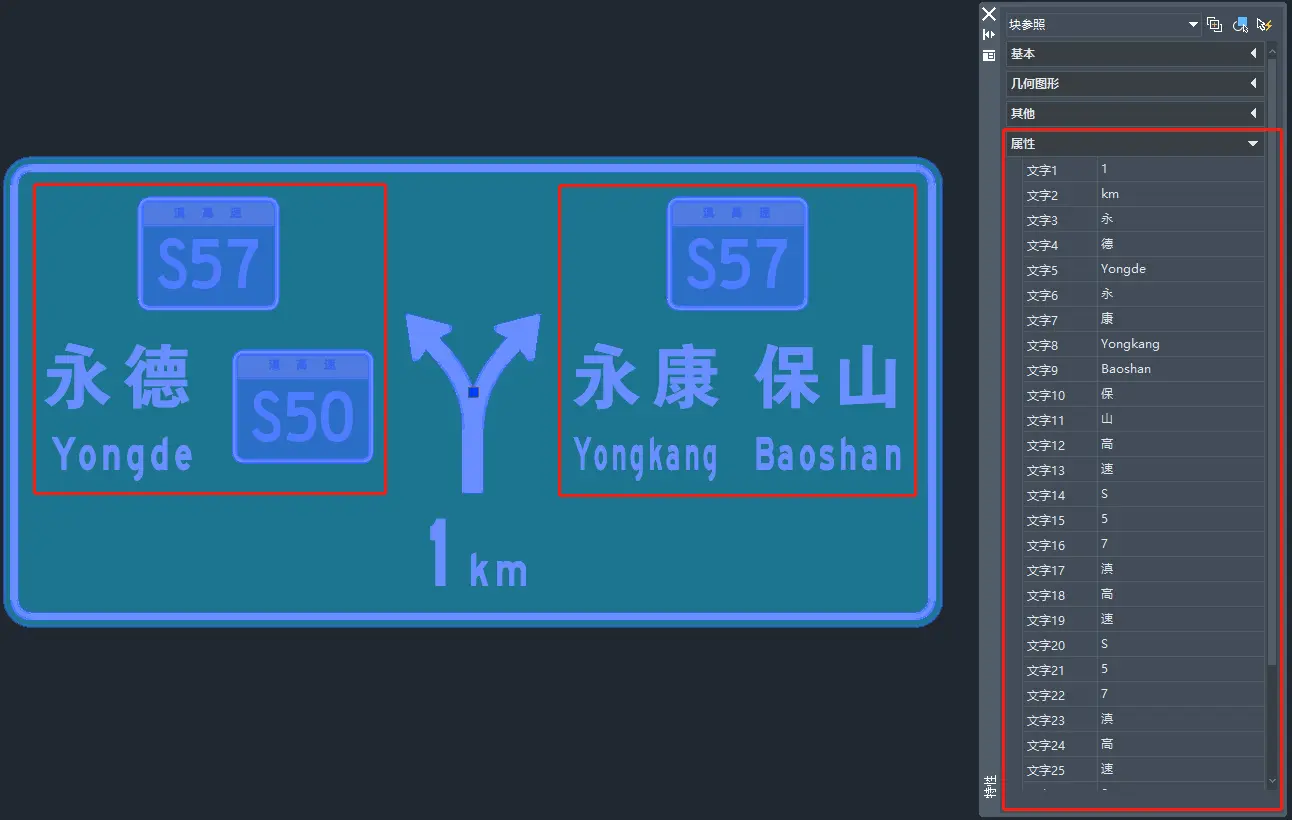 滇 高 速
S57
永德
Yongde
滇 高 速
S50
滇 高 速
S57
永康 保山
Yongkang Baoshan
1 km
块参照
基本
几何图形
其他
属性
文字1 1
文字2 km
文字3 永
文字4 德
文字5 Yongde
文字6 永
文字7 康
文字8 Yongkang
文字9 Baoshan
文字10 保
文字11 山
文字12 高
文字13 速
文字14 S
文字15 5
文字16 7
文字17 滇
文字18 高
文字19 速
文字20 S
文字21 5
文字22 7
文字23 滇
文字24 高
文字25 速
特性